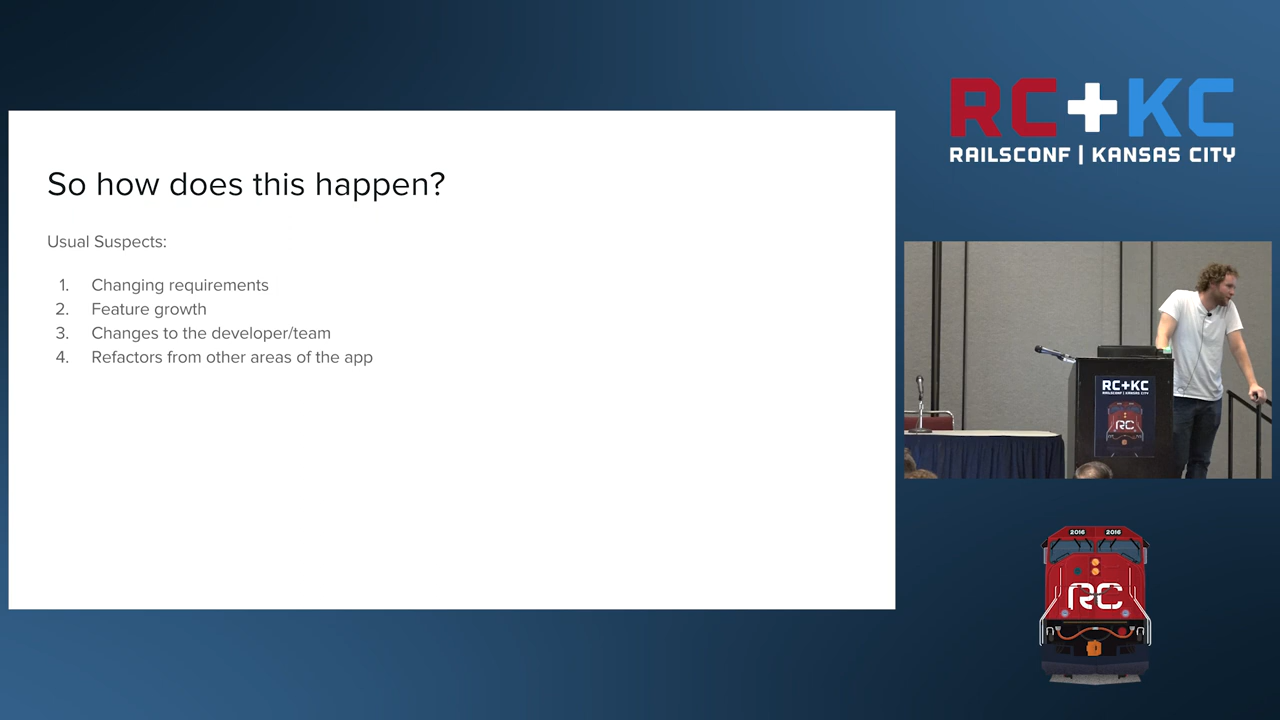 So how does this happen?
Usual Suspects:
1. Changing requirements
2. Feature growth
3. Changes to the developer/team
4. Refactors from other areas of the app
RC+KC
RAILSCONF | KANSAS CITY
RC+KC
RAILSCONF | KANSAS CITY
RC
2016 2016
RC